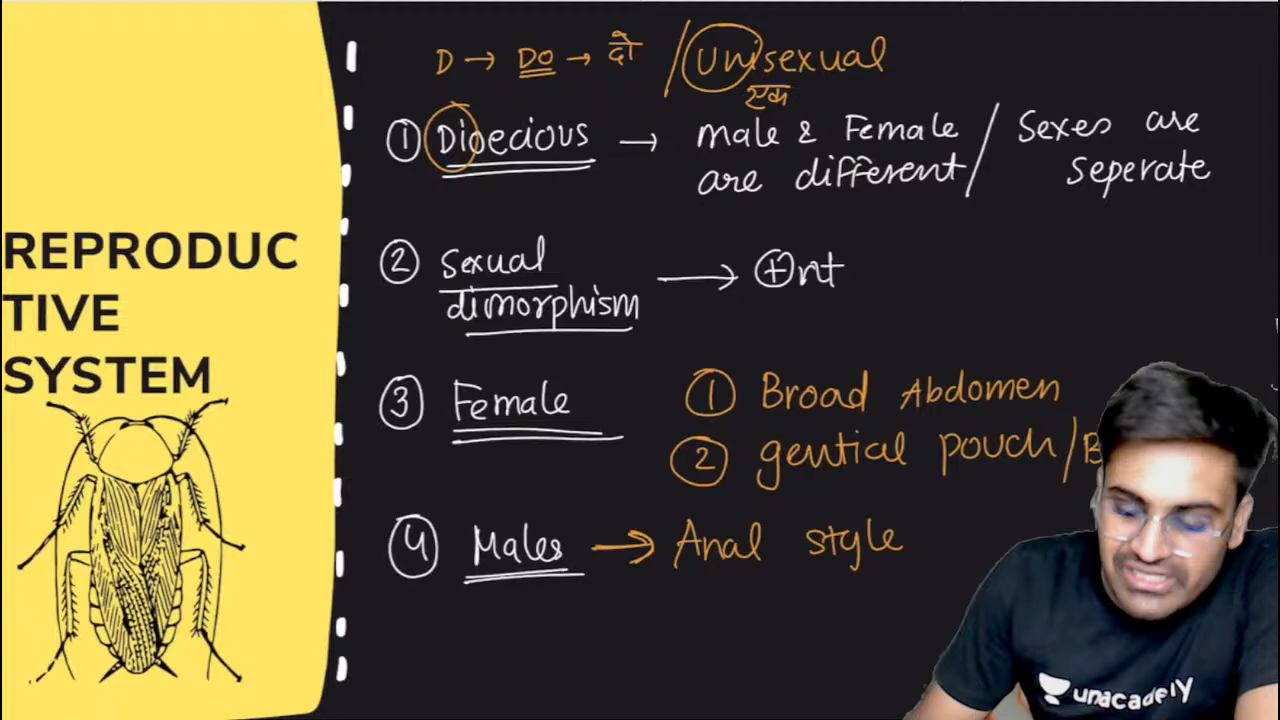 REPRODUC
TIVE
SYSTEM
D → DO → दो / Unisexual
एक
① Dioecious → male & Female / Sexes are
are different / Seperate
② Sexual
dimorphism → ⊕nt
③ Female ① Broad Abdomen
② gential pouch /
④ Males → Anal style
unacademy